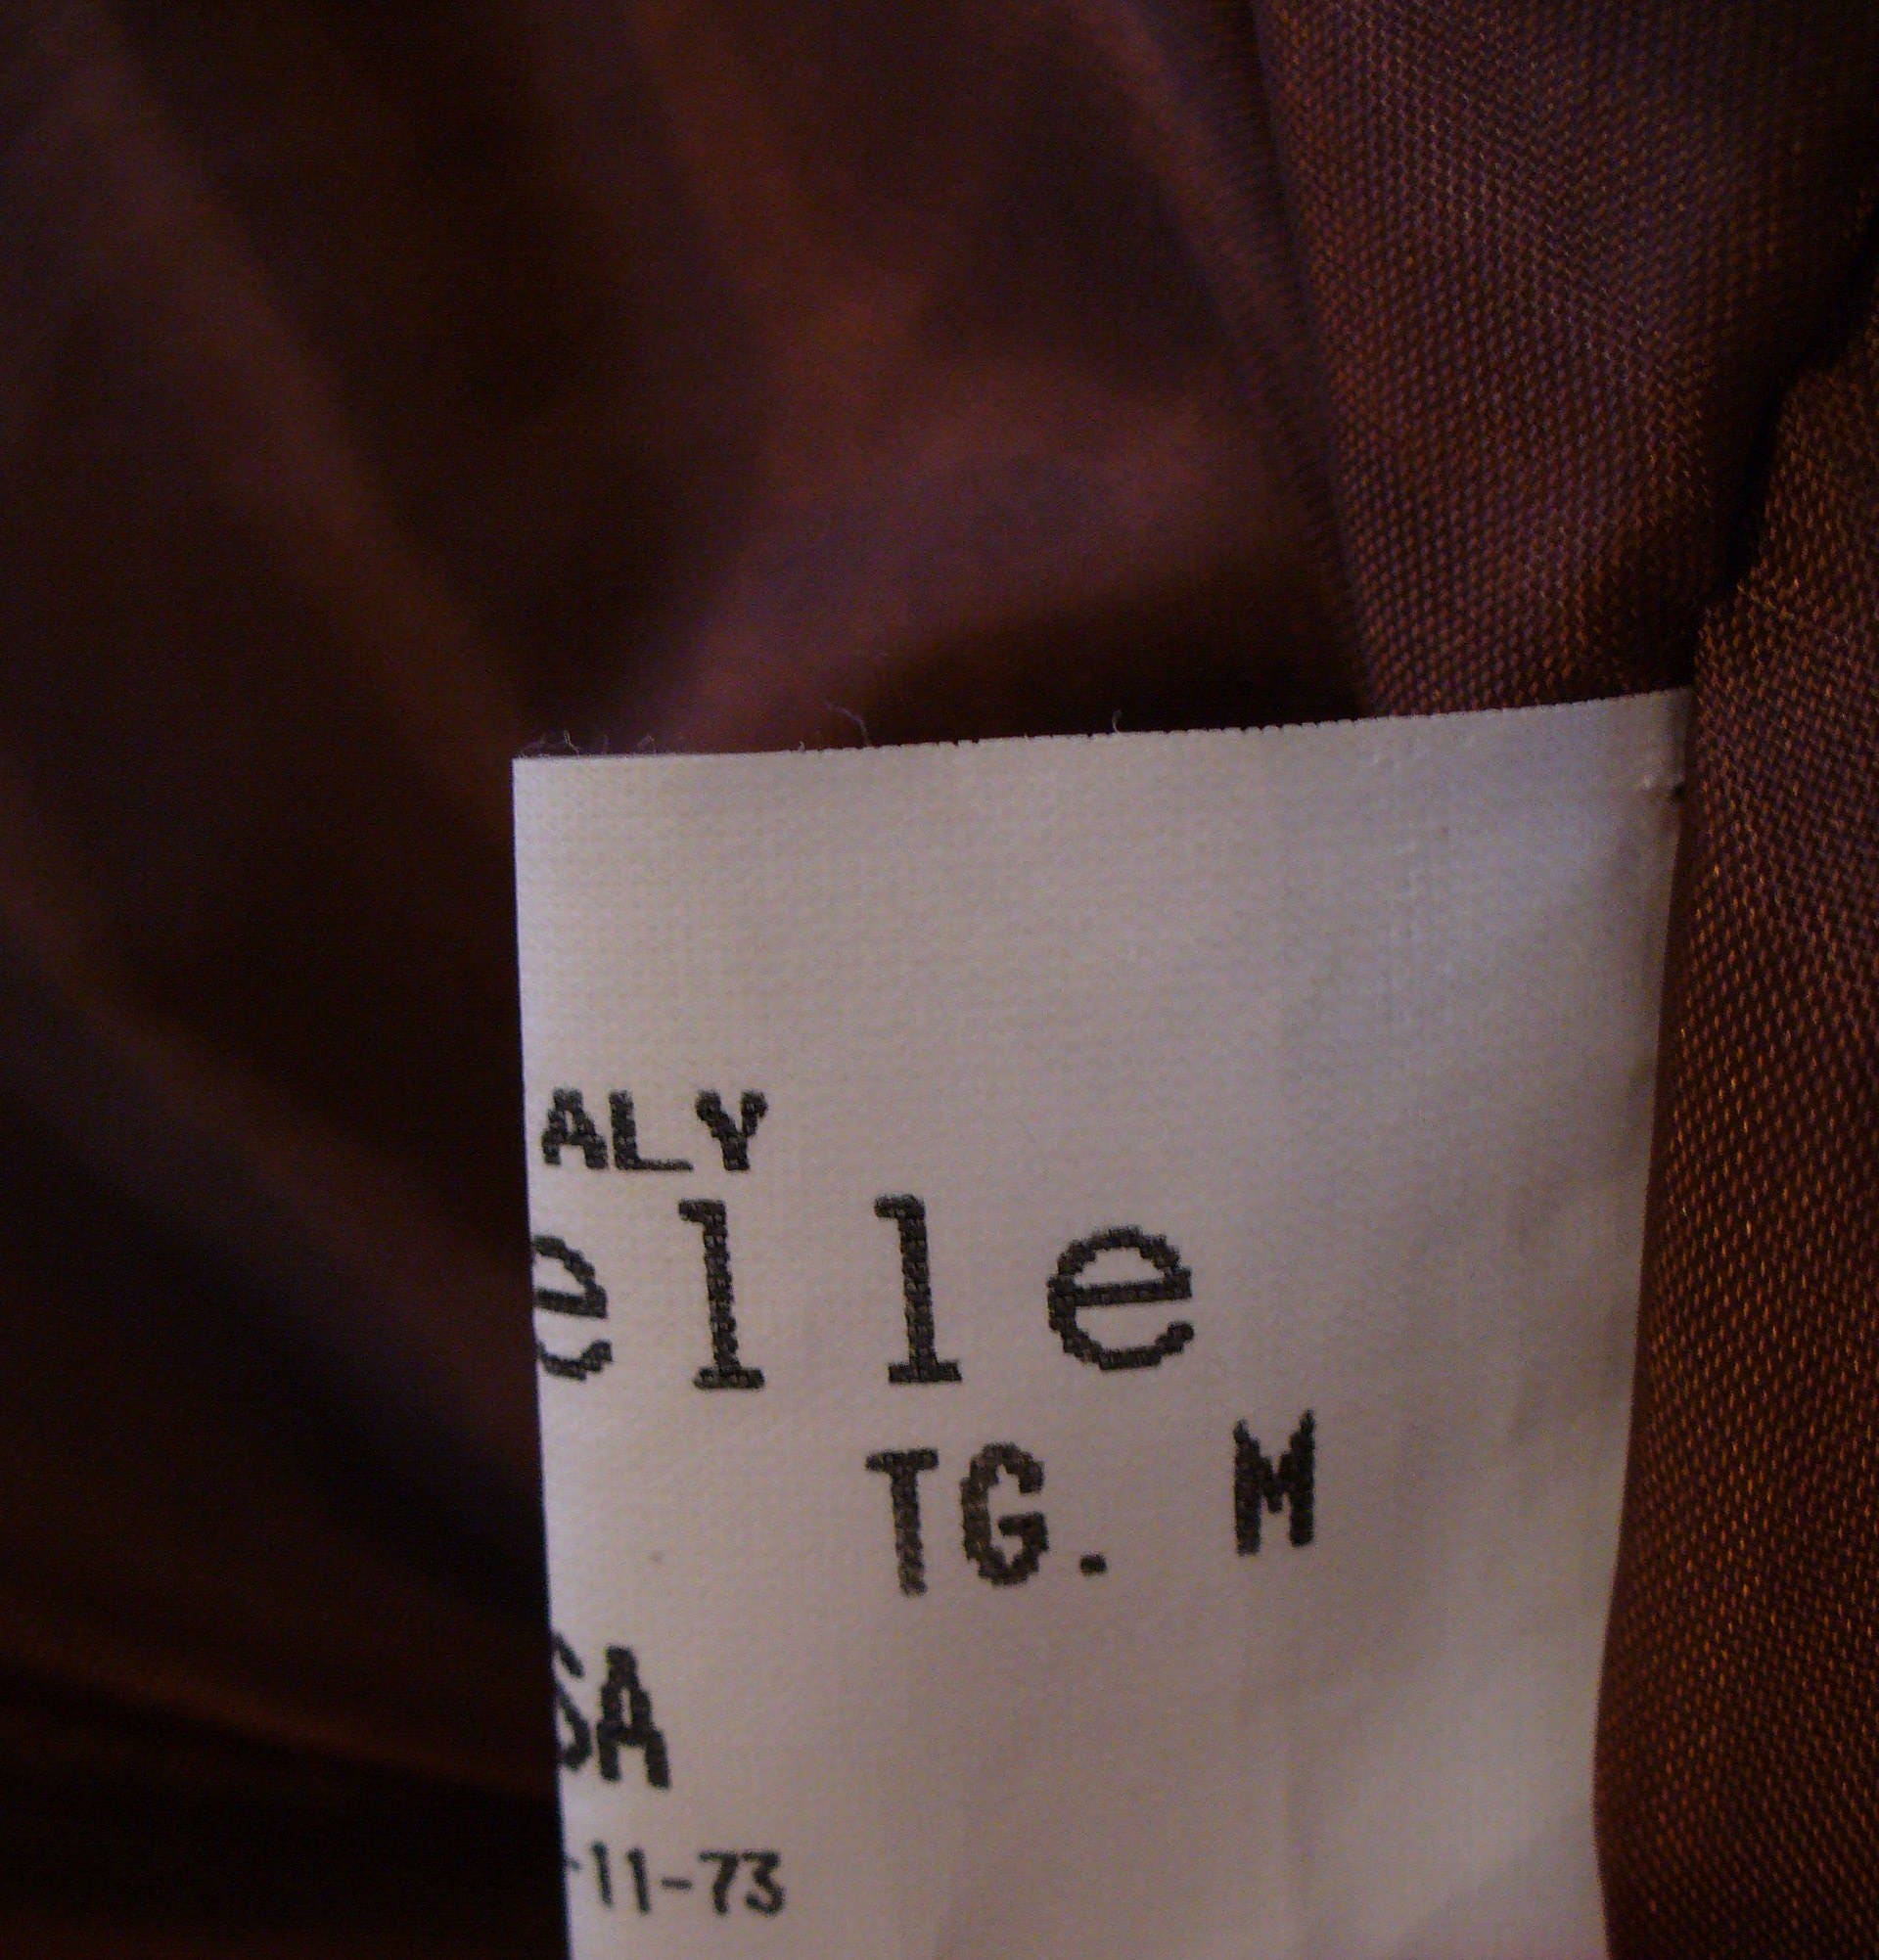 ALY
elle
TG. M
SA
-11-73